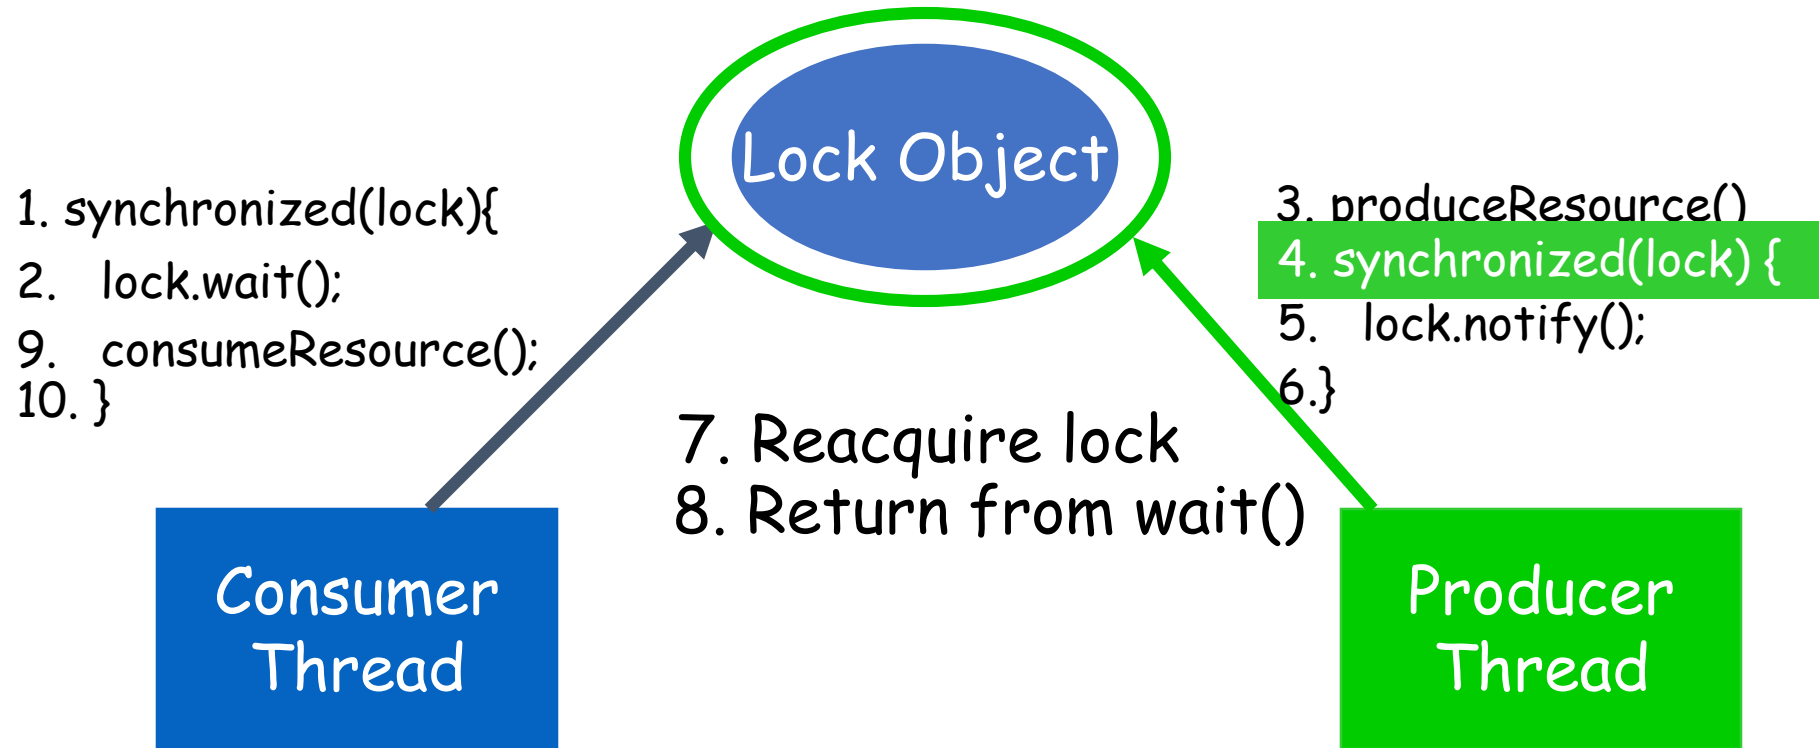 Lock Object
1. synchronized(lock){
2. lock.wait();
9. consumeResource();
10. }
3. produceResource()
4. synchronized(lock) {
5. lock.notify();
6.}
7. Reacquire lock
8. Return from wait()
Consumer
Thread
Producer
Thread